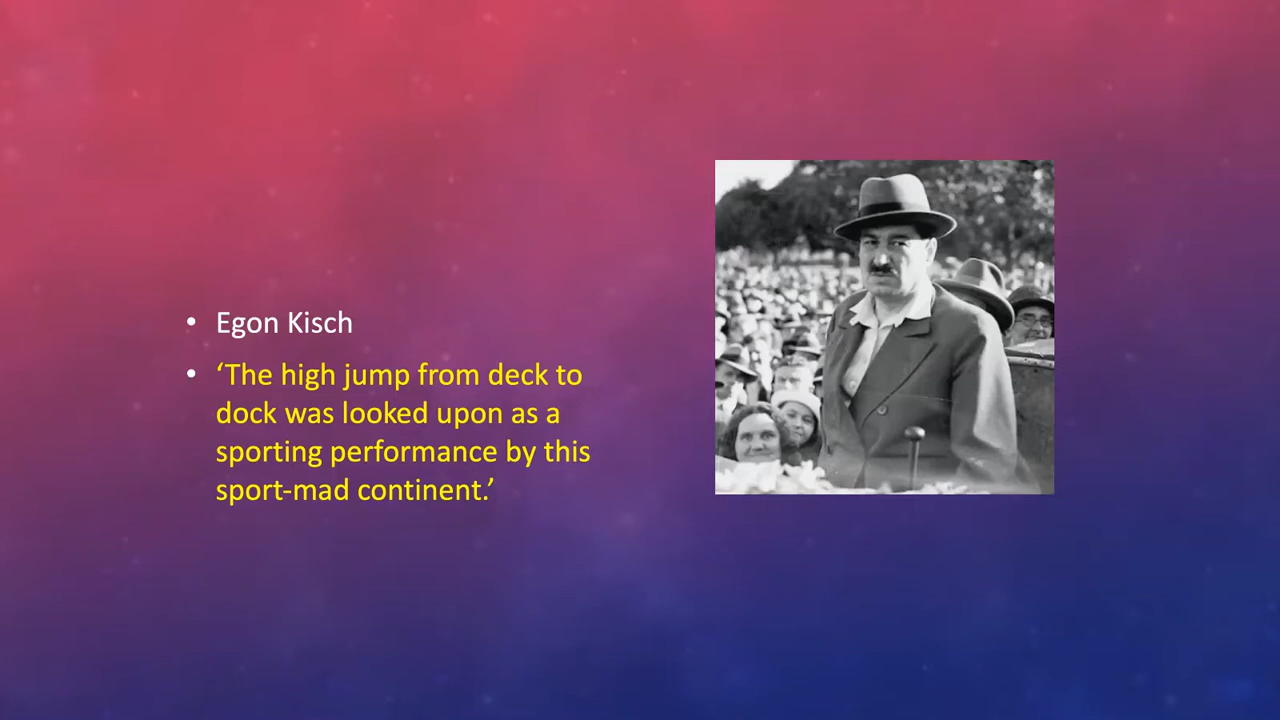 • Egon Kisch
• ‘The high jump from deck to
dock was looked upon as a
sporting performance by this
sport-mad continent.’